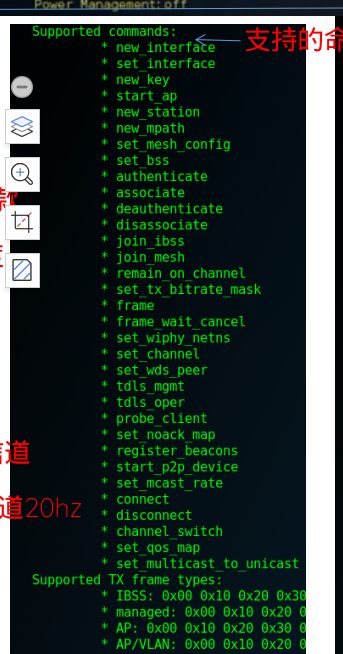 Power Management:off
Supported commands:
支持的命
* new_interface
* set_interface
* new_key
* start_ap
* new_station
* new_mpath
* set_mesh_config
* set_bss
* authenticate
* associate
* deauthenticate
* disassociate
* join_ibss
* join_mesh
* remain_on_channel
* set_tx_bitrate_mask
* frame
* frame_wait_cancel
* set_wiphy_netns
* set_channel
* set_wds_peer
* tdls_mgmt
* tdls_oper
* probe_client
* set_noack_map
* register_beacons
道
* start_p2p_device
* set_mcast_rate
* connect
道20hz
* disconnect
* channel_switch
* set_qos_map
* set_multicast_to_unicast
Supported TX frame types:
* IBSS: 0x00 0x10 0x20 0x30
* managed: 0x00 0x10 0x20 0
* AP: 0x00 0x10 0x20 0x30 0
* AP/VLAN: 0x00 0x10 0x20 0